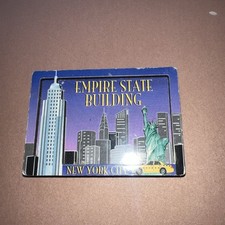 EMPIRE STATE
BUILDING
NEW YORK CITY